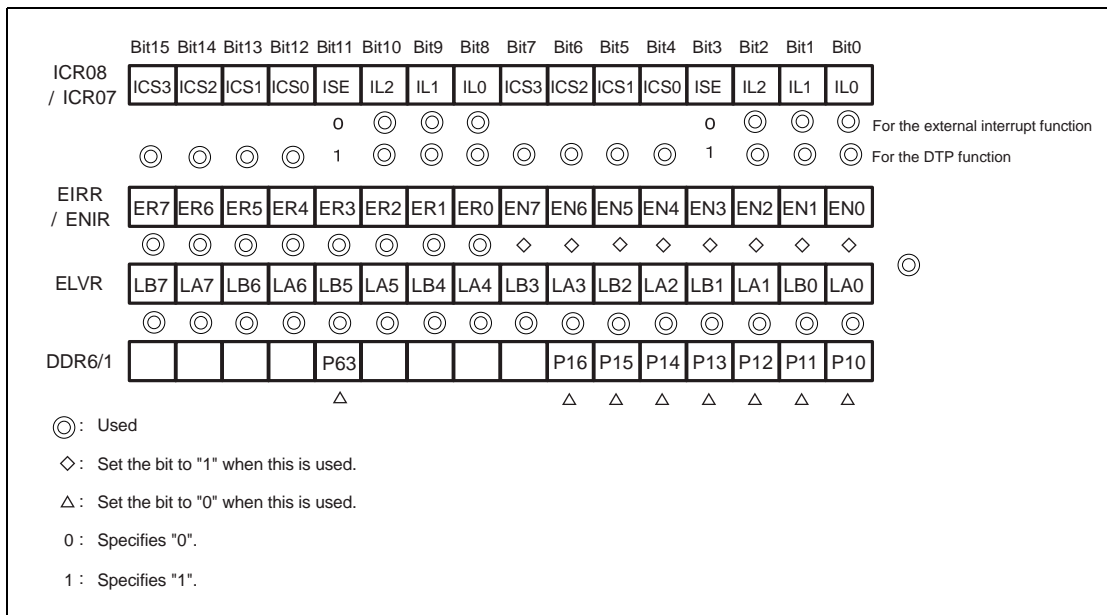 Bit15 Bit14 Bit13 Bit12 Bit11 Bit10 Bit9 Bit8 Bit7 Bit6 Bit5 Bit4 Bit3 Bit2 Bit1 Bit0
ICR08
/ ICR07
ICS3 ICS2 ICS1 ICS0 ISE IL2 IL1 IL0 ICS3 ICS2 ICS1 ICS0 ISE IL2 IL1 IL0
0 ◎ ◎ ◎ 0 ◎ ◎ ◎ For the external interrupt function
◎ ◎ ◎ ◎ 1 ◎ ◎ ◎ ◎ ◎ ◎ ◎ 1 ◎ ◎ ◎ For the DTP function
EIRR
/ ENIR
ER7 ER6 ER5 ER4 ER3 ER2 ER1 ER0 EN7 EN6 EN5 EN4 EN3 EN2 EN1 EN0
◎ ◎ ◎ ◎ ◎ ◎ ◎ ◎ ◇ ◇ ◇ ◇ ◇ ◇ ◇ ◇
◎
ELVR LB7 LA7 LB6 LA6 LB5 LA5 LB4 LA4 LB3 LA3 LB2 LA2 LB1 LA1 LB0 LA0
◎ ◎ ◎ ◎ ◎ ◎ ◎ ◎ ◎ ◎ ◎ ◎ ◎ ◎ ◎ ◎
DDR6/1 P63 P16 P15 P14 P13 P12 P11 P10
△ △ △ △ △ △ △ △
◎ : Used
◇ : Set the bit to "1" when this is used.
△ : Set the bit to "0" when this is used.
0 : Specifies "0".
1 : Specifies "1".